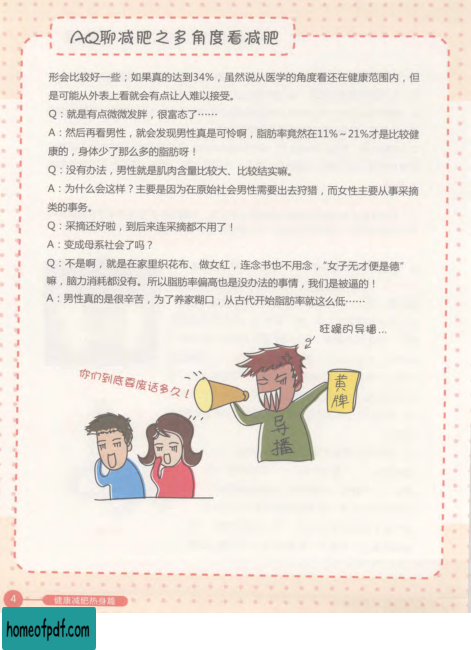 AQ聊减肥之多角度看减肥
形会比较好一些；如果真的达到34%，虽然说从医学的角度看还在健康范围内，但
是可能从外表上看就会有点让人难以接受。
Q：就是有点微微发胖，很富态了……
A：然后再看男性，就会发现男性真是可怜啊，脂肪率竟然在11%～21%才是比较健
康的，身体少了那么多的脂肪呀！
Q：没有办法，男性就是肌肉含量比较大、比较结实嘛。
A：为什么会这样？主要是因为在原始社会男性需要出去狩猎，而女性主要从事采摘
类的事务。
Q：采摘还好啦，到后来连采摘都不用了！
A：变成母系社会了吗？
Q：不是啊，就是在家里织花布、做女红，连念书也不用念，“女子无才便是德”
嘛，脑力消耗都没有。所以脂肪率偏高也是没办法的事情，我们是被逼的！
A：男性真的是很辛苦，为了养家糊口，从古代开始脂肪率就这么低……
狂躁的导播...
你们到底要废话多久！
黄
牌
导
播
4
健康减肥热身篇
homeofpdf.com